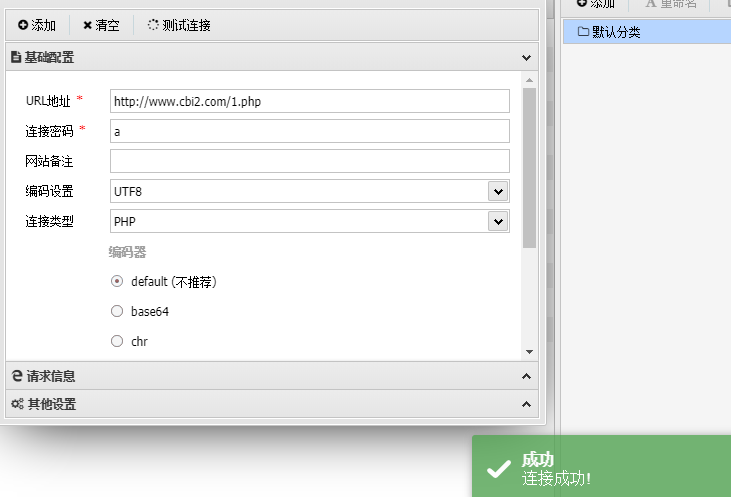 添加 清空 测试连接
添加 重命名
基础配置
默认分类
URL地址 * http://www.cbi2.com/1.php
连接密码 * a
网站备注
编码设置 UTF8
连接类型 PHP
编码器
default (不推荐)
base64
chr
请求信息
其他设置
成功
连接成功!